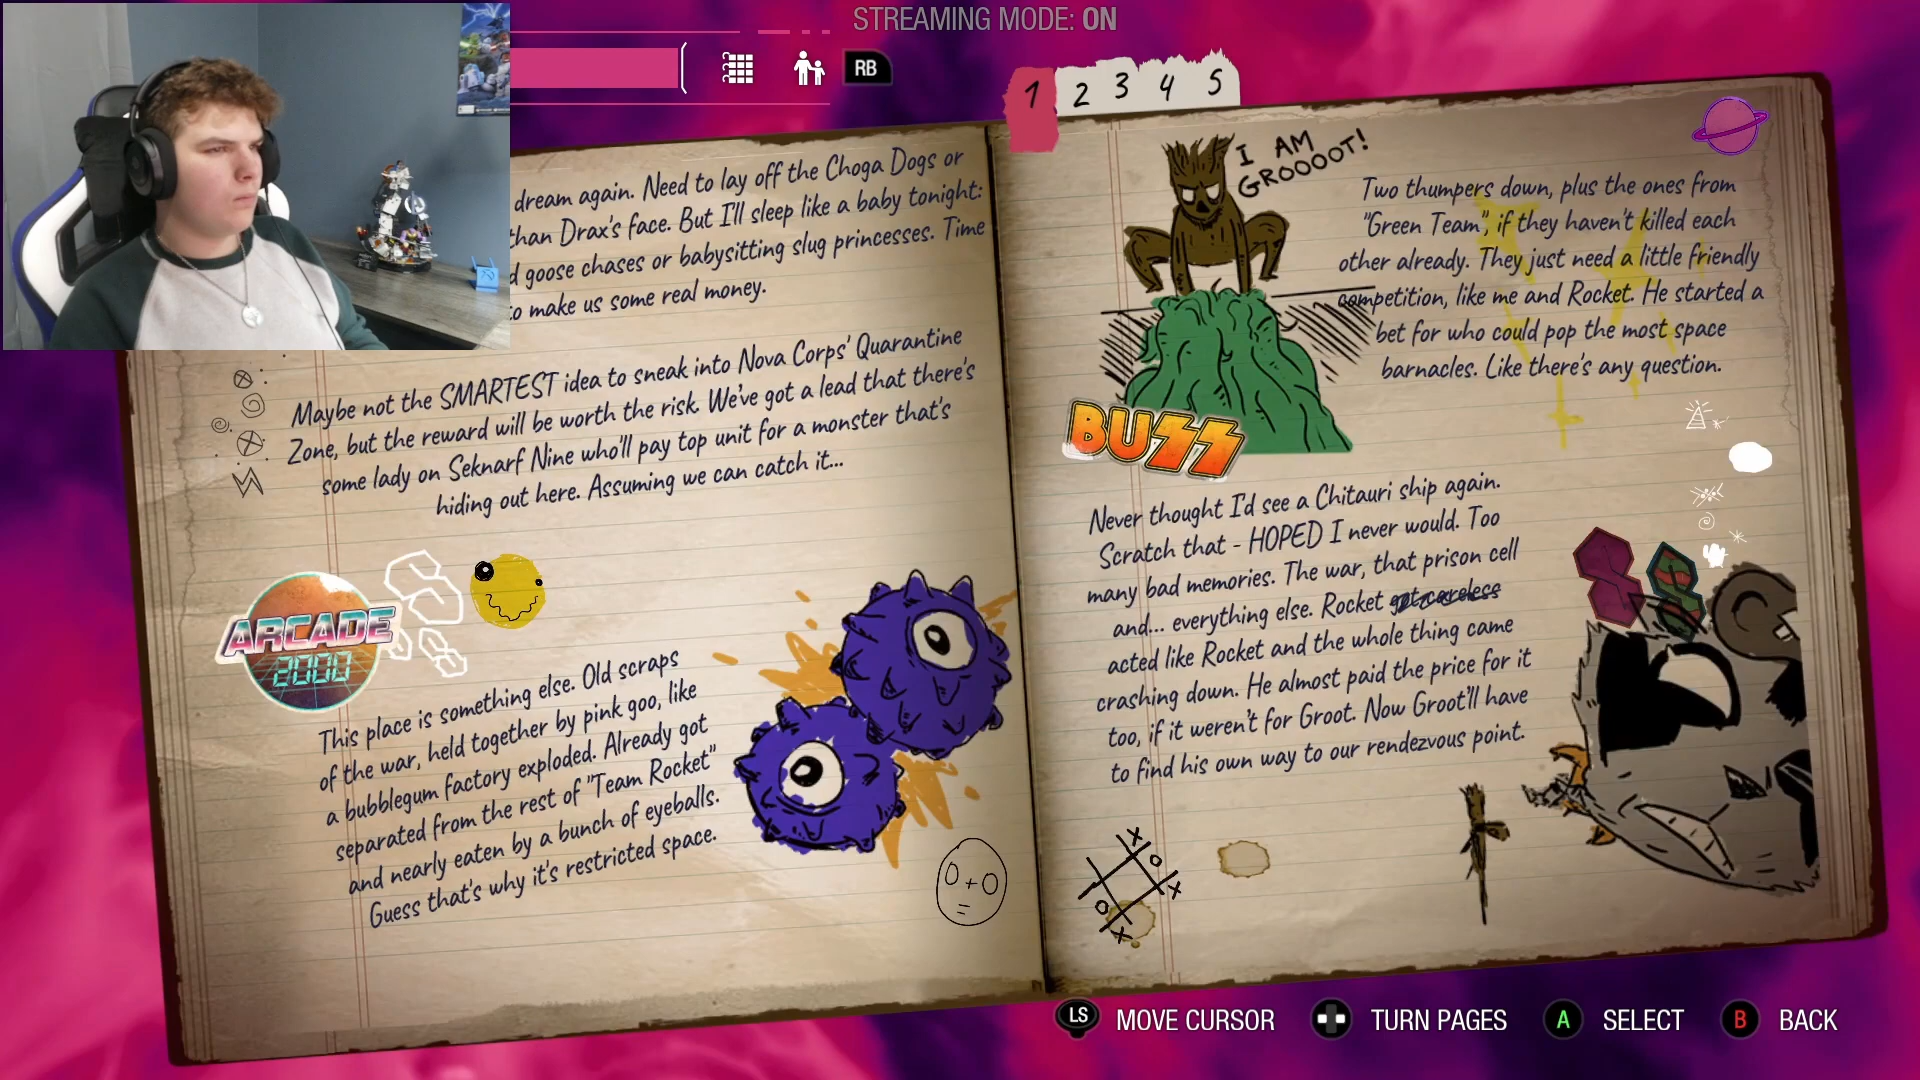 STREAMING MODE: ON
RB
1 2 3 4 5
dream again. Need to lay off the Choga Dogs or
than Drax's face. But I'll sleep like a baby tonight:
goose chases or babysitting slug princesses. Time
to make us some real money.
Maybe not the SMARTEST idea to sneak into Nova Corps' Quarantine
Zone, but the reward will be worth the risk. We've got a lead that there's
some lady on Seknarf Nine who'll pay top unit for a monster that's
hiding out here. Assuming we can catch it...
ARCADE
2000
This place is something else. Old scraps
of the war, held together by pink goo, like
a bubblegum factory exploded. Already got
separated from the rest of "Team Rocket"
and nearly eaten by a bunch of eyeballs.
Guess that's why it's restricted space.
I AM
GROOOOT!
Two thumpers down, plus the ones from
"Green Team", if they haven't killed each
other already. They just need a little friendly
competition, like me and Rocket. He started a
bet for who could pop the most space
barnacles. Like there's any question.
BUZZ
Never thought I'd see a Chitauri ship again.
Scratch that - HOPED I never would. Too
many bad memories. The war, that prison cell
and... everything else. Rocket got careless
acted like Rocket and the whole thing came
crashing down. He almost paid the price for it
too, if it weren't for Groot. Now Groot'll have
to find his own way to our rendezvous point.
X
O
X
O
X
LS MOVE CURSOR TURN PAGES A SELECT B BACK